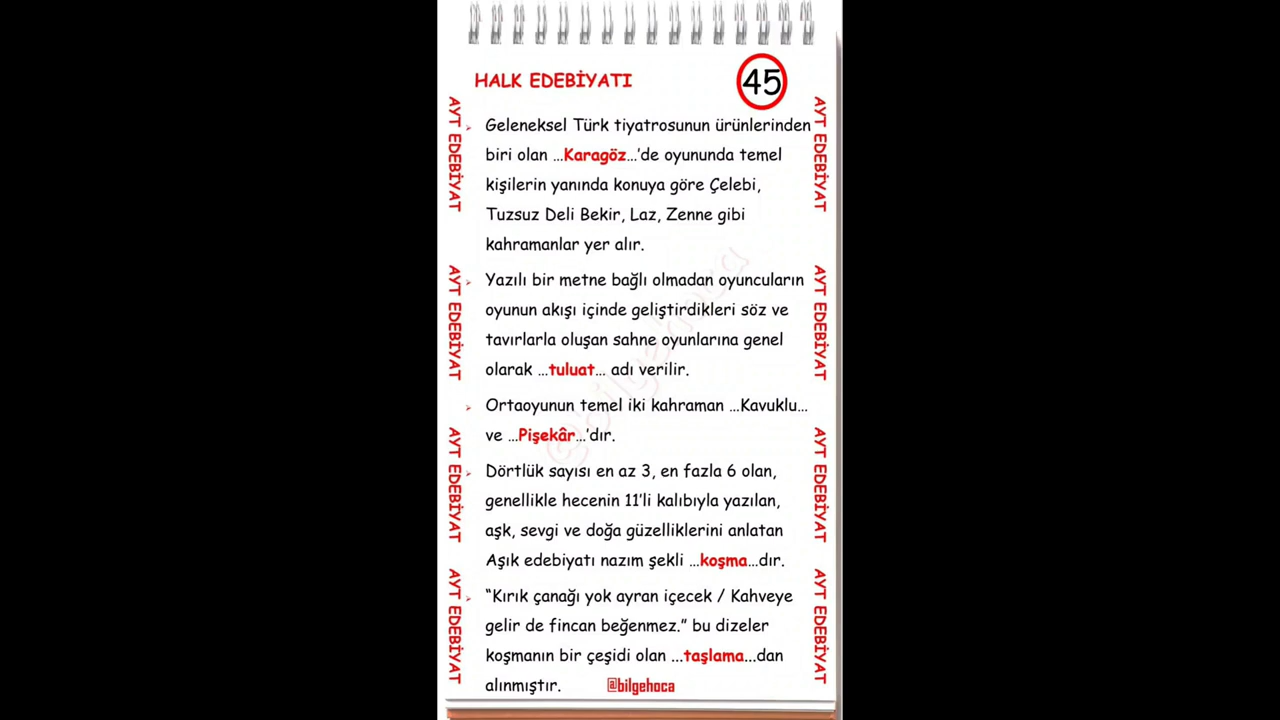 HALK EDEBİYATI
45
Geleneksel Türk tiyatrosunun ürünlerinden
biri olan ...Karagöz...'de oyununda temel
kişilerin yanında konuya göre Çelebi,
Tuzsuz Deli Bekir, Laz, Zenne gibi
kahramanlar yer alır.
Yazılı bir metne bağlı olmadan oyuncuların
oyunun akışı içinde geliştirdikleri söz ve
tavırlarla oluşan sahne oyunlarına genel
olarak ...tuluat... adı verilir.
Ortaoyunun temel iki kahraman ...Kavuklu...
ve ...Pişekâr...'dır.
Dörtlük sayısı en az 3, en fazla 6 olan,
genellikle hecenin 11'li kalıbıyla yazılan,
aşk, sevgi ve doğa güzelliklerini anlatan
Aşık edebiyatı nazım şekli ...koşma...dır.
“Kırık çanağı yok ayran içecek / Kahveye
gelir de fincan beğenmez.” bu dizeler
koşmanın bir çeşidi olan ...taşlama...dan
alınmıştır.
@bilgehoca
AYT EDEBİYAT
AYT EDEBİYAT
AYT EDEBİYAT
AYT EDEBİYAT
AYT EDEBİYAT
AYT EDEBİYAT
AYT EDEBİYAT
AYT EDEBİYAT
@bilgehoca